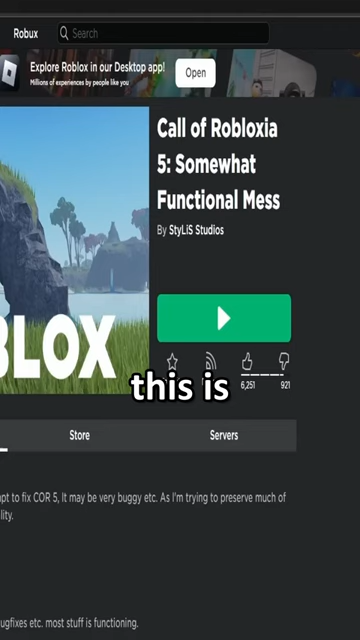 Robux
Search
Explore Roblox in our Desktop app!
Millions of experiences by people like you
Open
Call of Robloxia
5: Somewhat
Functional Mess
By StyLiS Studios
BLOX
this is
6,251
921
Store
Servers
pt to fix COR 5, It may be very buggy etc. As I'm trying to preserve much of
lity.
ugfixes etc. most stuff is functioning.